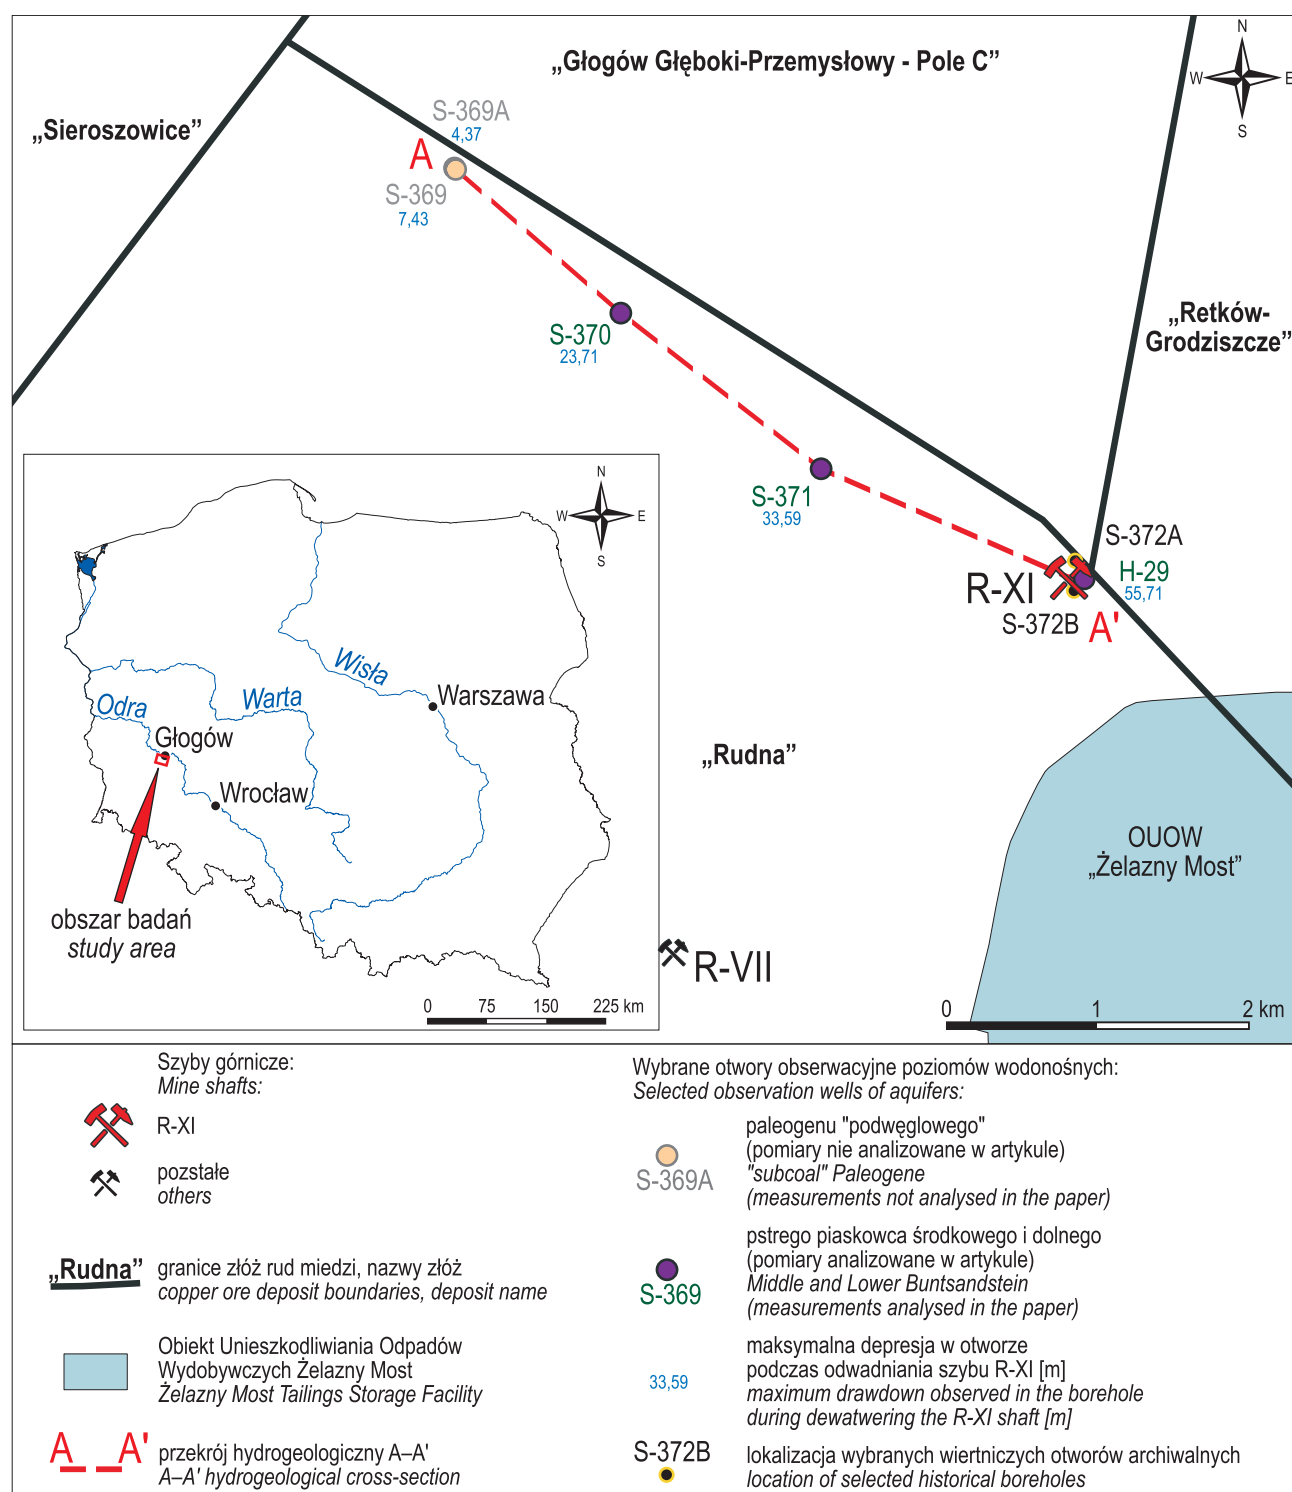 „Głogów Głęboki-Przemysłowy - Pole C”
N
W
E
S
„Sieroszowice”
S-369A
4,37
A
S-369
7,43
S-370
23,71
„Retków-
Grodziszcze”
S-371
33,59
S-372A
H-29
55,71
R-XI
S-372B
A'
N
W
E
S
Wisła
Warszawa
Odra
Warta
Głogów
Wrocław
obszar badań
study area
0 75 150 225 km
„Rudna”
OUOW
„Żelazny Most”
R-VII
0 1 2 km
Szyby górnicze:
Mine shafts:
R-XI
pozstałe
others
„Rudna”
granice złóż rud miedzi, nazwy złóż
copper ore deposit boundaries, deposit name
Obiekt Unieszkodliwiania Odpadów
Wydobywczych Żelazny Most
Żelazny Most Tailings Storage Facility
A A'
przekrój hydrogeologiczny A–A'
A–A' hydrogeological cross-section
Wybrane otwory obserwacyjne poziomów wodonośnych:
Selected observation wells of aquifers:
S-369A
paleogenu "podwęglowego"
(pomiary nie analizowane w artykule)
"subcoal" Paleogene
(measurements not analysed in the paper)
S-369
pstrego piaskowca środkowego i dolnego
(pomiary analizowane w artykule)
Middle and Lower Buntsandstein
(measurements analysed in the paper)
33,59
maksymalna depresja w otworze
podczas odwadniania szybu R-XI [m]
maximum drawdown observed in the borehole
during dewatwering the R-XI shaft [m]
S-372B
lokalizacja wybranych wiertniczych otworów archiwalnych
location of selected historical boreholes